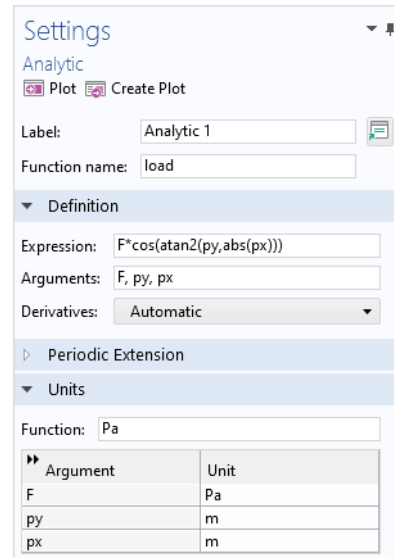 Settings
Analytic
Plot Create Plot
Label: Analytic 1
Function name: load
Definition
Expression: F*cos(atan2(py,abs(px)))
Arguments: F, py, px
Derivatives: Automatic
Periodic Extension
Units
Function: Pa
Argument Unit
F Pa
py m
px m